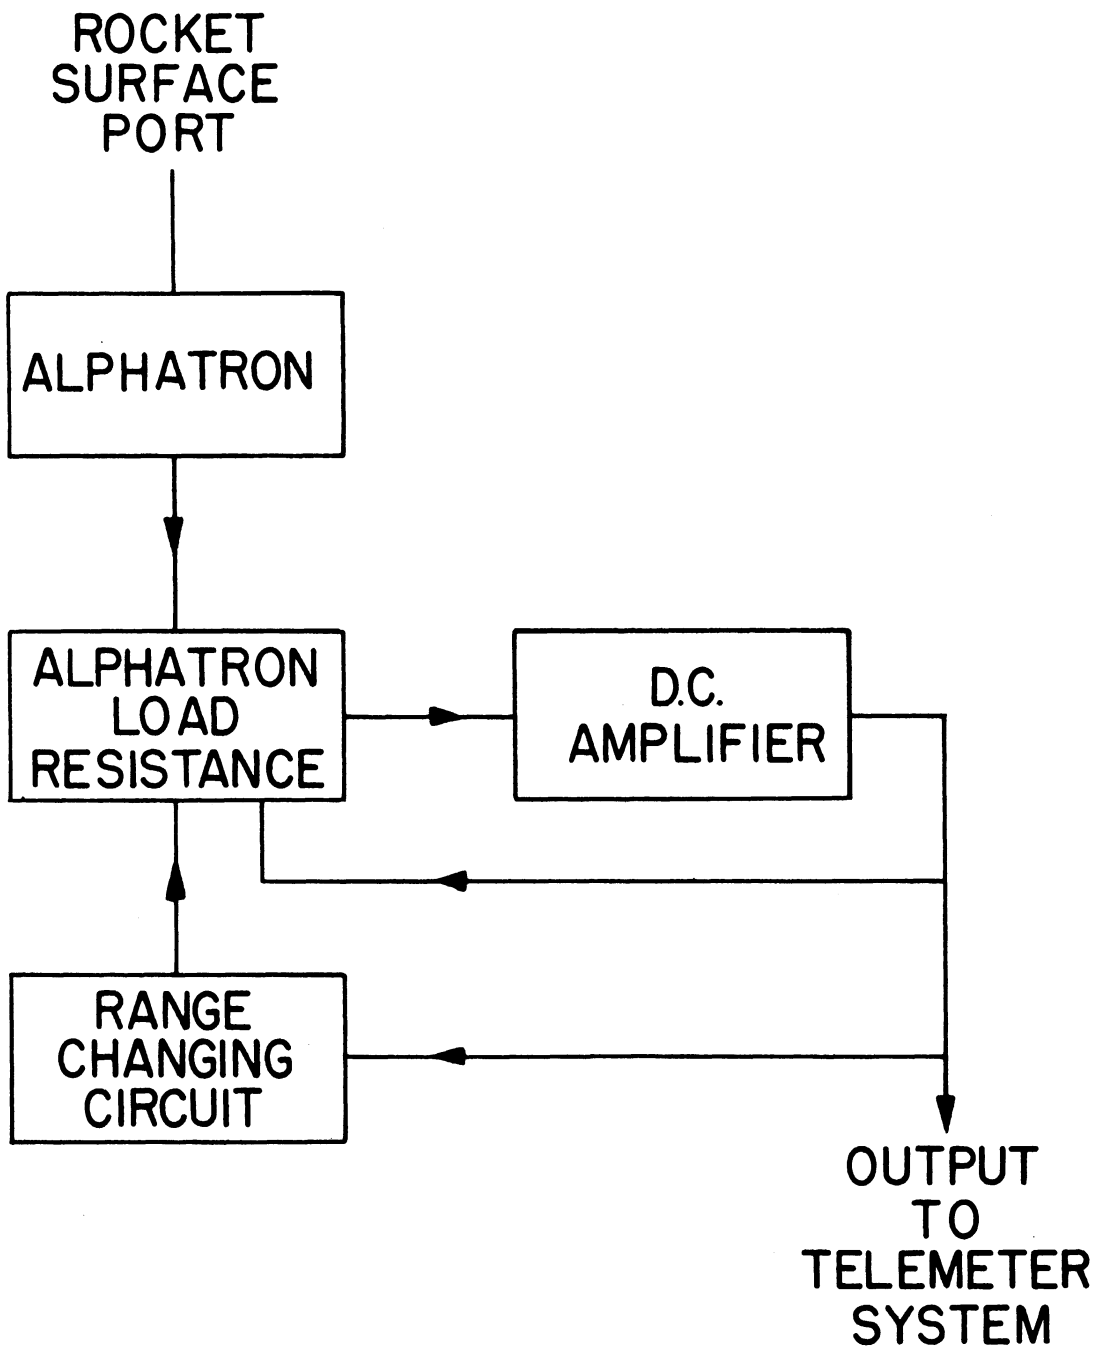 ROCKET
SURFACE
PORT
ALPHATRON
ALPHATRON
LOAD
RESISTANCE
D.C.
AMPLIFIER
RANGE
CHANGING
CIRCUIT
OUTPUT
TO
TELEMETER
SYSTEM